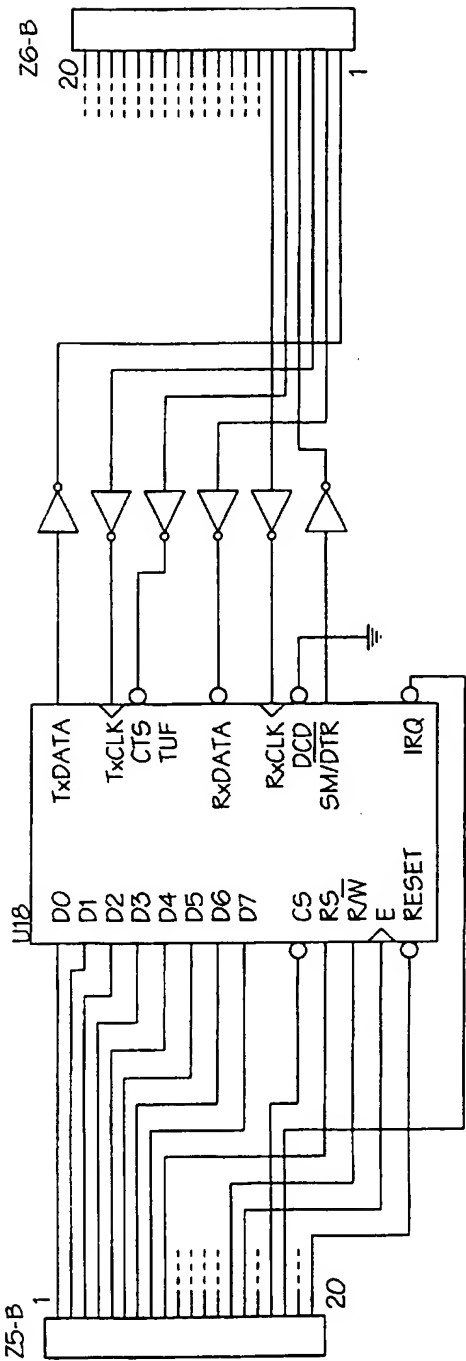 Z5-B
1
20
U18
D0
D1
D2
D3
D4
D5
D6
D7
CS
RS
R/W̅
E
RESET
TxDATA
TxCLK
CTS
TUF
RxDATA
RxCLK
DCD
SM/D̅T̅R̅
IRQ
Z6-B
20
1